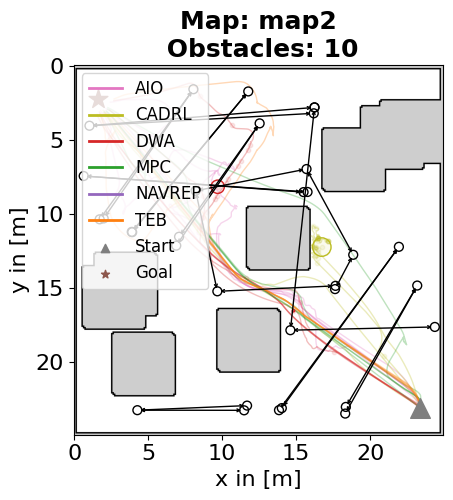 Map: map2
Obstacles: 10
AIO
CADRL
DWA
MPC
NAVREP
TEB
Start
Goal
y in [m]
0
5
10
15
20
0 5 10 15 20
x in [m]